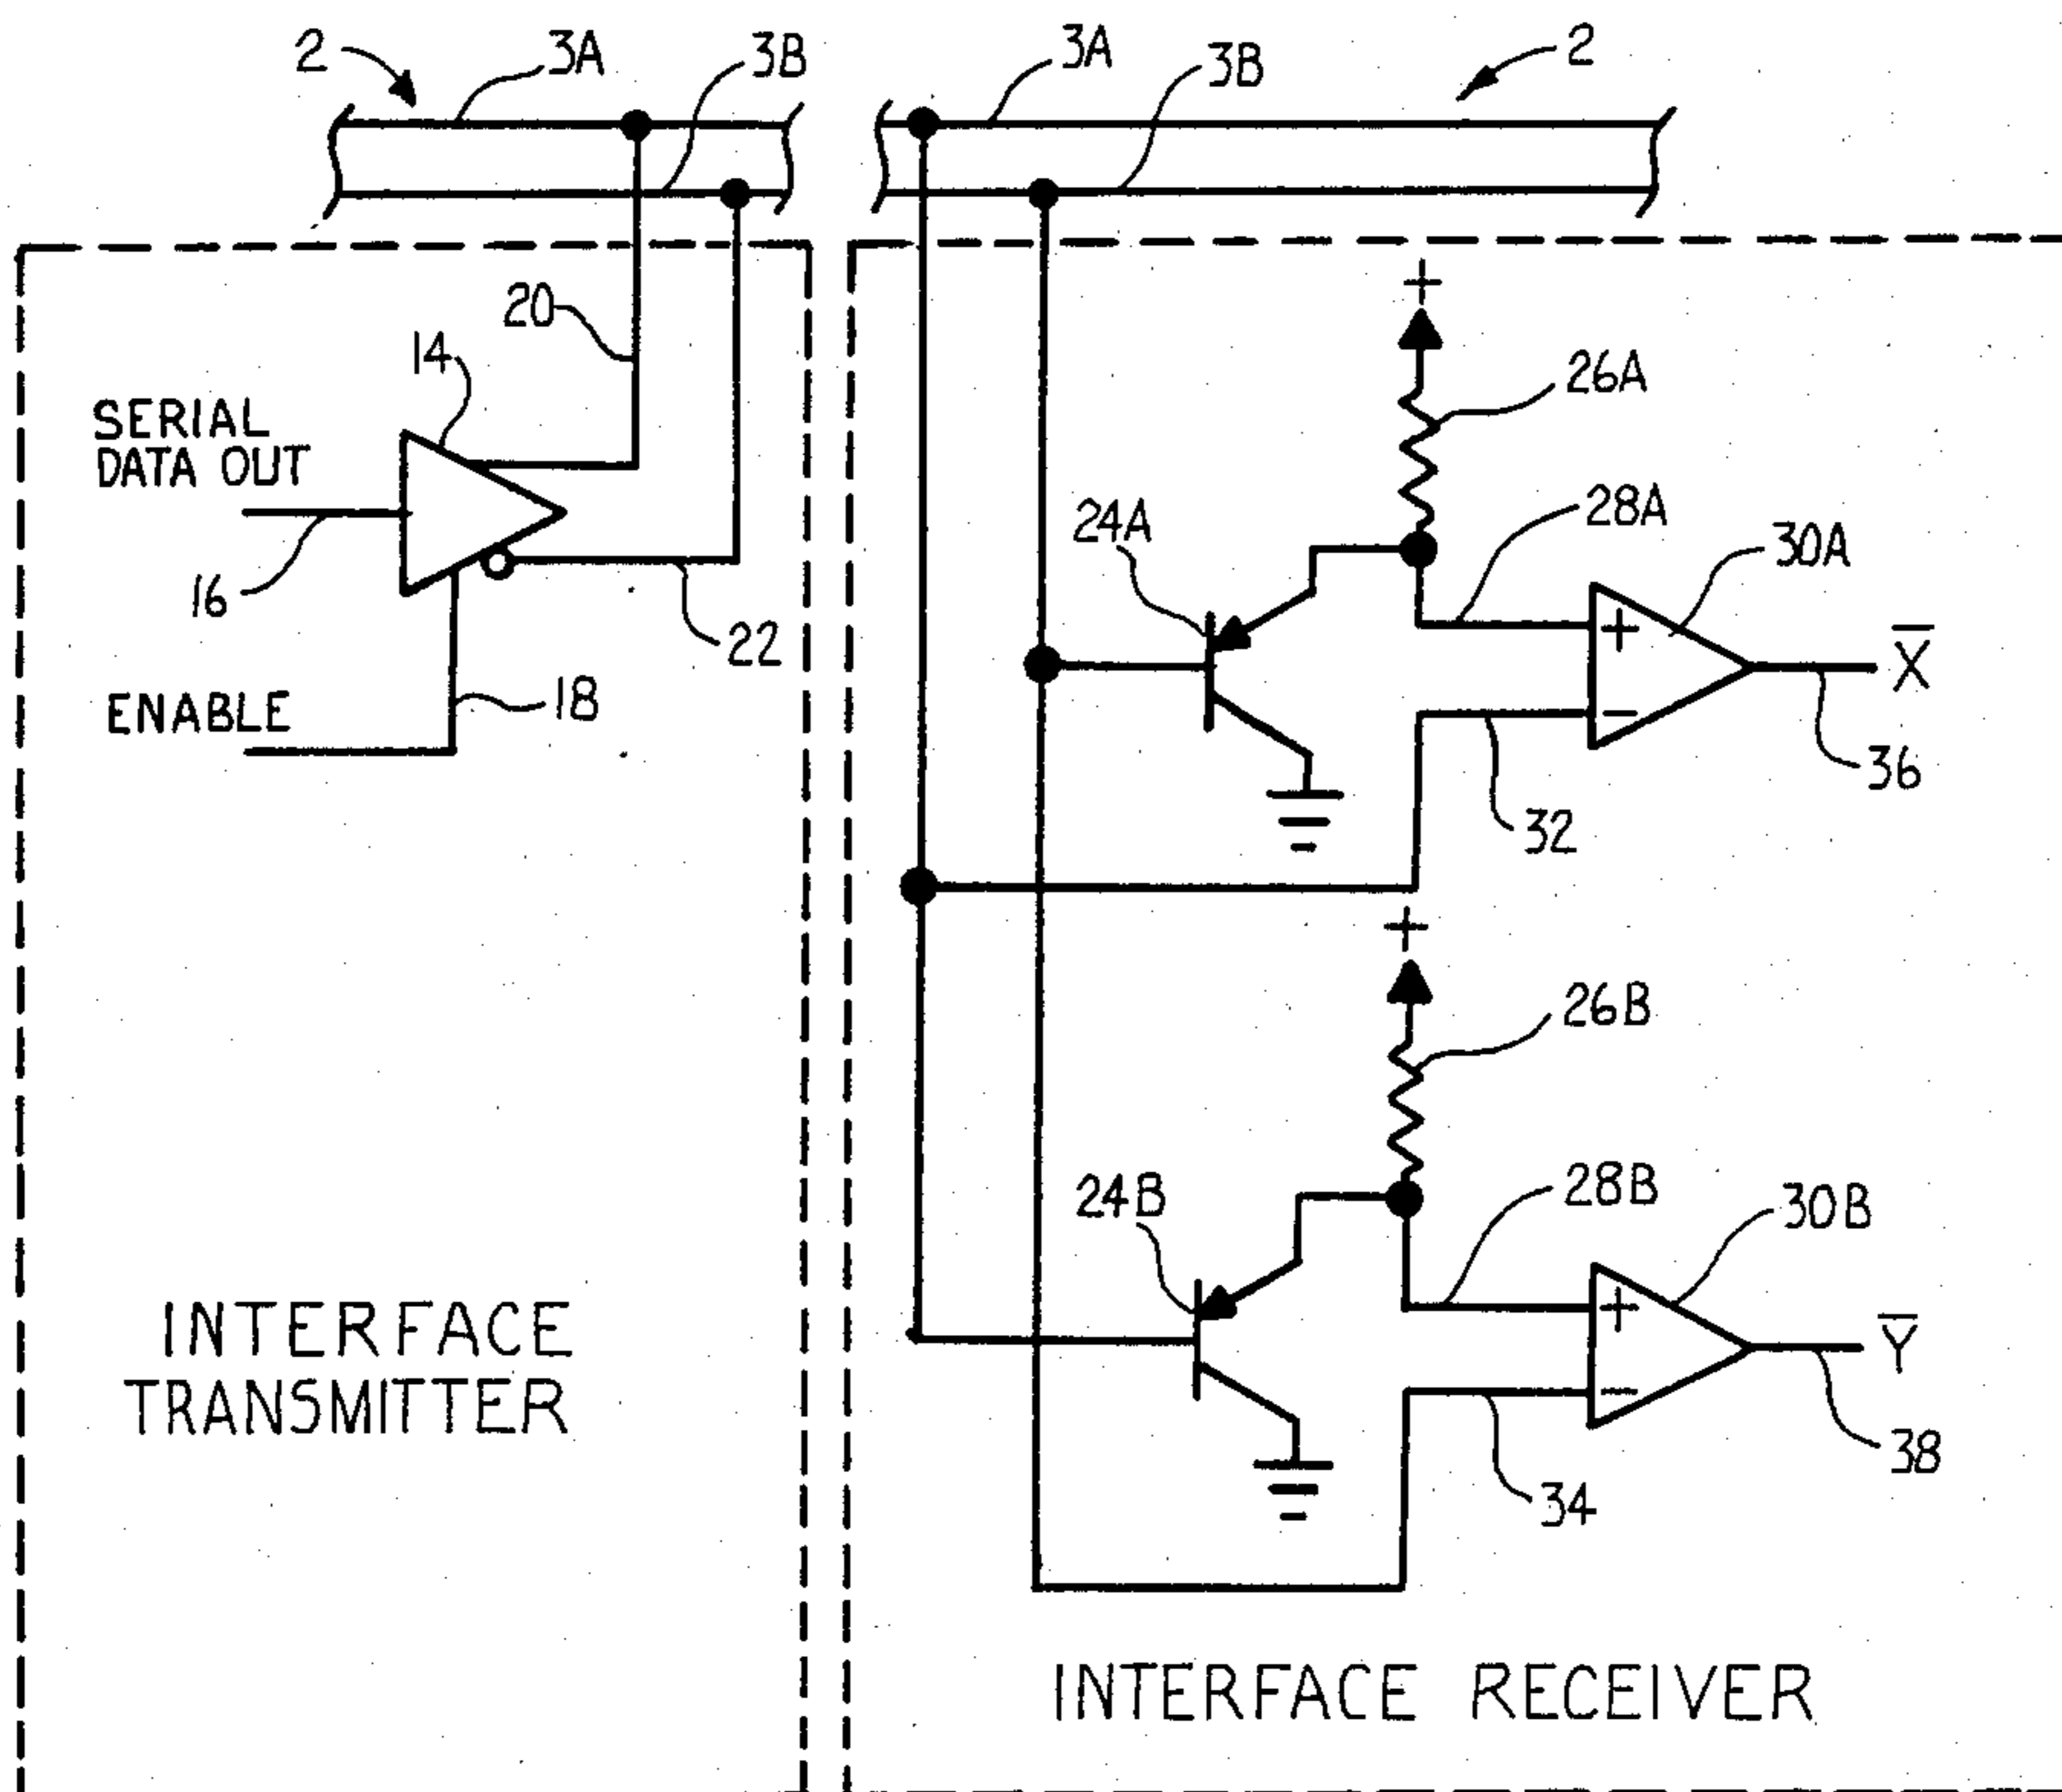 2
3A
3B
3A
3B
2
20
14
SERIAL
DATA OUT
16
22
ENABLE
18
+
26A
28A
24A
30A
+
−
X̅
36
32
+
26B
28B
24B
30B
+
−
Y̅
38
34
INTERFACE
TRANSMITTER
INTERFACE RECEIVER